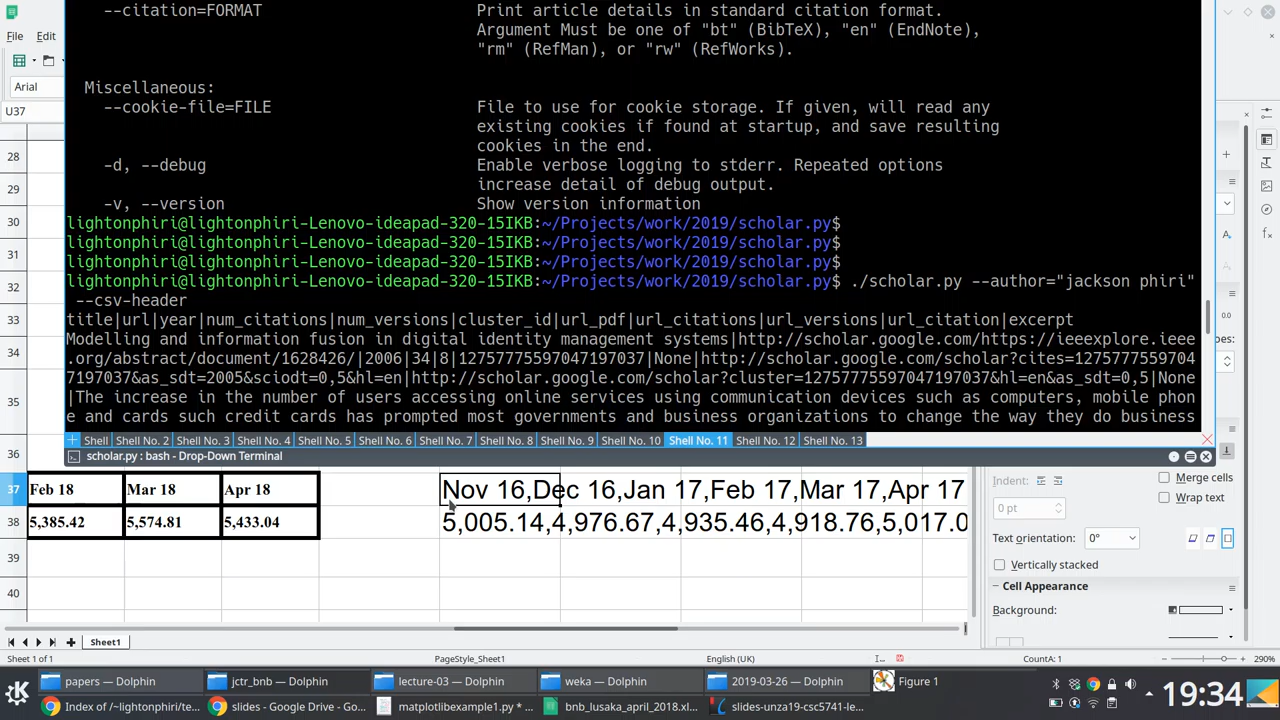 --citation=FORMAT Print article details in standard citation format.
Argument Must be one of "bt" (BibTeX), "en" (EndNote),
"rm" (RefMan), or "rw" (RefWorks).
File Edit
Miscellaneous:
Arial
--cookie-file=FILE File to use for cookie storage. If given, will read any
U37
existing cookies if found at startup, and save resulting
cookies in the end.
28
-d, --debug Enable verbose logging to stderr. Repeated options
29
increase detail of debug output.
-v, --version Show version information
30
lightonphiri@lightonphiri-Lenovo-ideapad-320-15IKB:~/Projects/work/2019/scholar.py$
31
lightonphiri@lightonphiri-Lenovo-ideapad-320-15IKB:~/Projects/work/2019/scholar.py$
lightonphiri@lightonphiri-Lenovo-ideapad-320-15IKB:~/Projects/work/2019/scholar.py$
32
lightonphiri@lightonphiri-Lenovo-ideapad-320-15IKB:~/Projects/work/2019/scholar.py$ ./scholar.py --author="jackson phiri"
--csv-header
33
title|url|year|num_citations|num_versions|cluster_id|url_pdf|url_citations|url_versions|url_citation|excerpt
0.0
34
Modelling and information fusion in digital identity management systems|http://scholar.google.com/https://ieeexplore.ieee
pes:
.org/abstract/document/1628426/|2006|34|8|12757775597047197037|None|http://scholar.google.com/scholar?cites=1275777559704
7197037&as_sdt=2005&sciodt=0,5&hl=en|http://scholar.google.com/scholar?cluster=12757775597047197037&hl=en&as_sdt=0,5|None
35
|The increase in the number of users accessing online services using communication devices such as computers, mobile phon
e and cards such credit cards has prompted most governments and business organizations to change the way they do business
36
Shell Shell No. 2 Shell No. 3 Shell No. 4 Shell No. 5 Shell No. 6 Shell No. 7 Shell No. 8 Shell No. 9 Shell No. 10 Shell No. 11 Shell No. 12 Shell No. 13
scholar.py : bash - Drop-Down Terminal
37 Feb 18 Mar 18 Apr 18 Nov 16,Dec 16,Jan 17,Feb 17,Mar 17,Apr 17
Indent: Merge cells
Wrap text
0 pt
38 5,385.42 5,574.81 5,433.04 5,005.14,4,976.67,4,935.46,4,918.76,5,017.0
Text orientation: 0°
39
Vertically stacked
Cell Appearance
40
Background:
Sheet1
Sheet 1 of 1 PageStyle_Sheet1 English (UK) I... CountA: 1 290%
papers — Dolphin jctr_bnb — Dolphin lecture-03 — Dolphin weka — Dolphin 2019-03-26 — Dolphin Figure 1
19:34
Index of /~lightonphiri/te... slides - Google Drive - Go... matplotlibexample1.py * ... bnb_lusaka_april_2018.xl... slides-unza19-csc5741-le...